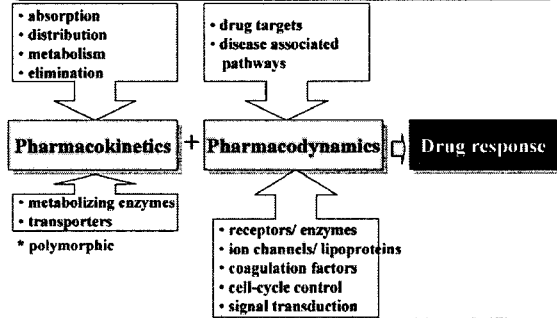 • absorption
• distribution
• metabolism
• elimination
• drug targets
• disease associated
pathways
Pharmacokinetics + Pharmacodynamics
Drug response
• metabolizing enzymes
• transporters
* polymorphic
• receptors/ enzymes
• ion channels/ lipoproteins
• coagulation factors
• cell-cycle control
• signal transduction